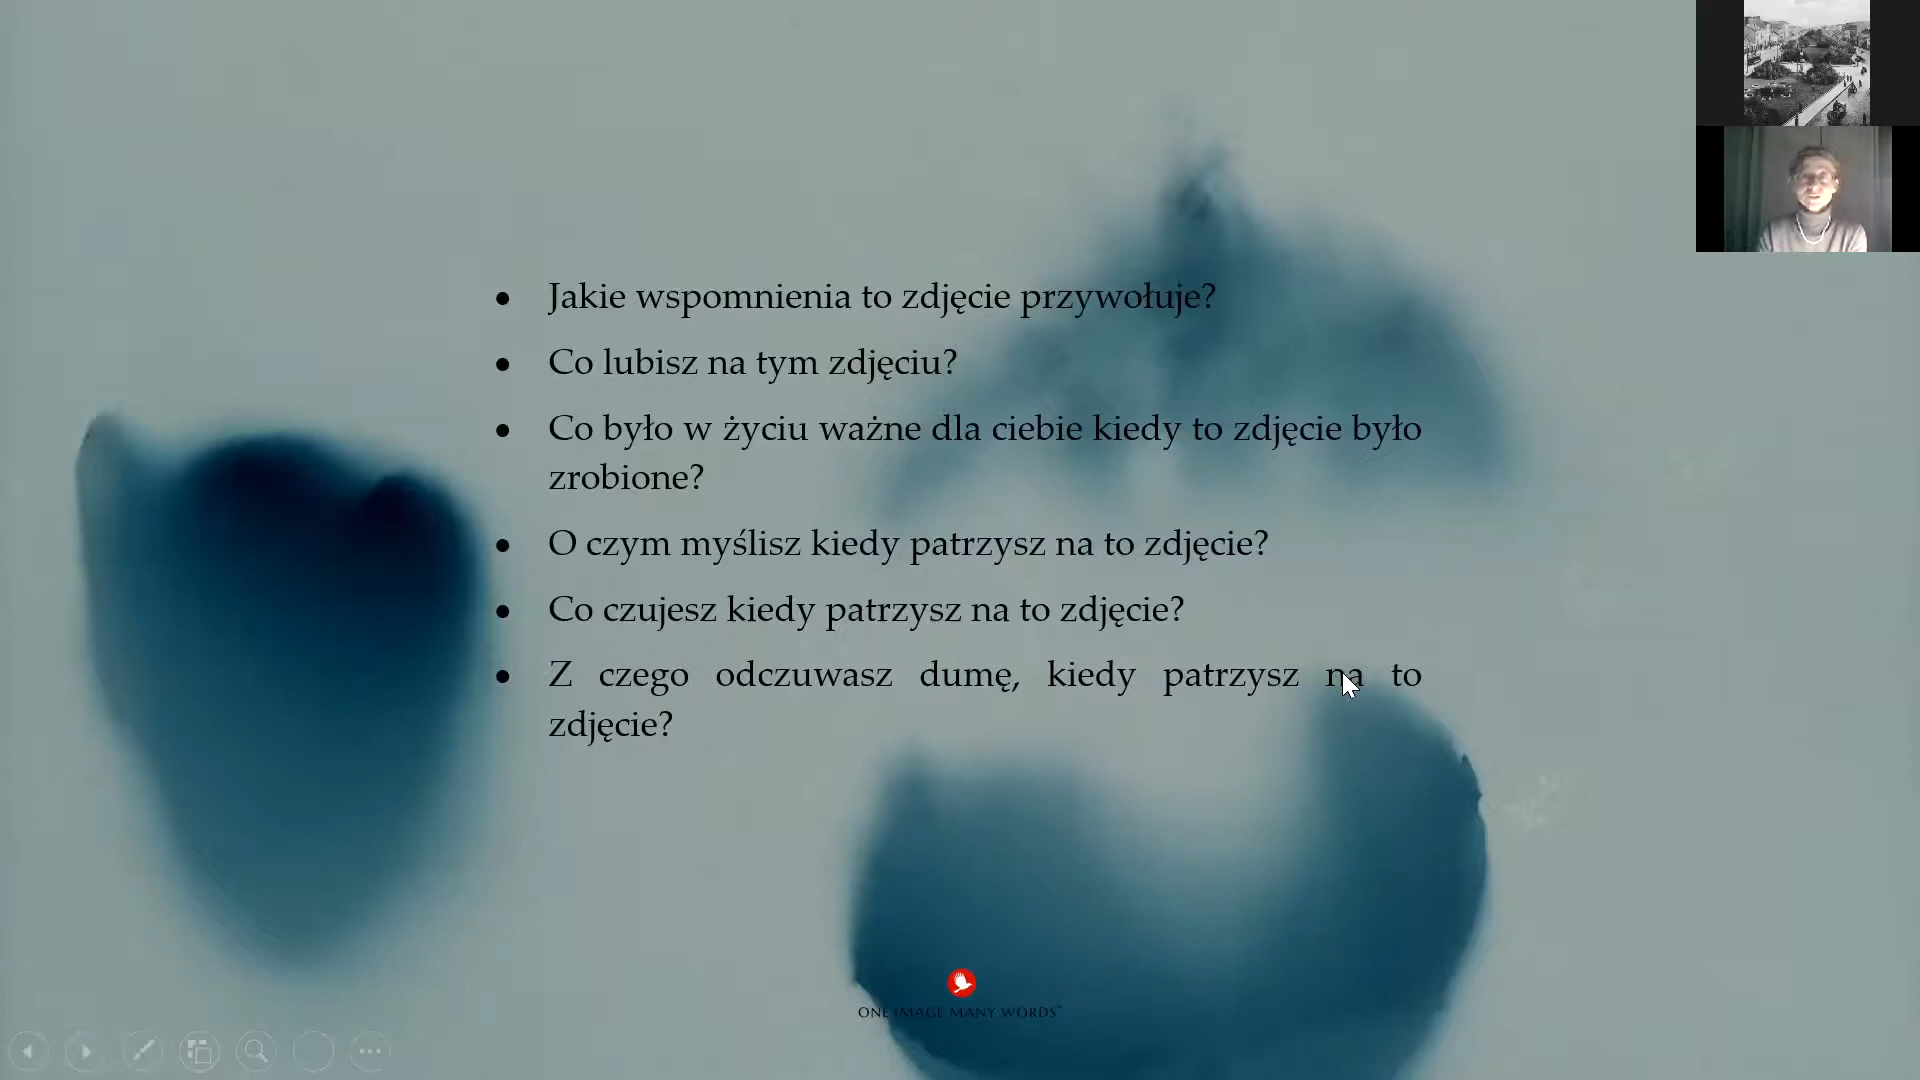 • Jakie wspomnienia to zdjęcie przywołuje?
• Co lubisz na tym zdjęciu?
• Co było w życiu ważne dla ciebie kiedy to zdjęcie było
zrobione?
• O czym myślisz kiedy patrzysz na to zdjęcie?
• Co czujesz kiedy patrzysz na to zdjęcie?
• Z czego odczuwasz dumę, kiedy patrzysz na to
zdjęcie?
ONE IMAGE MANY WORDS™